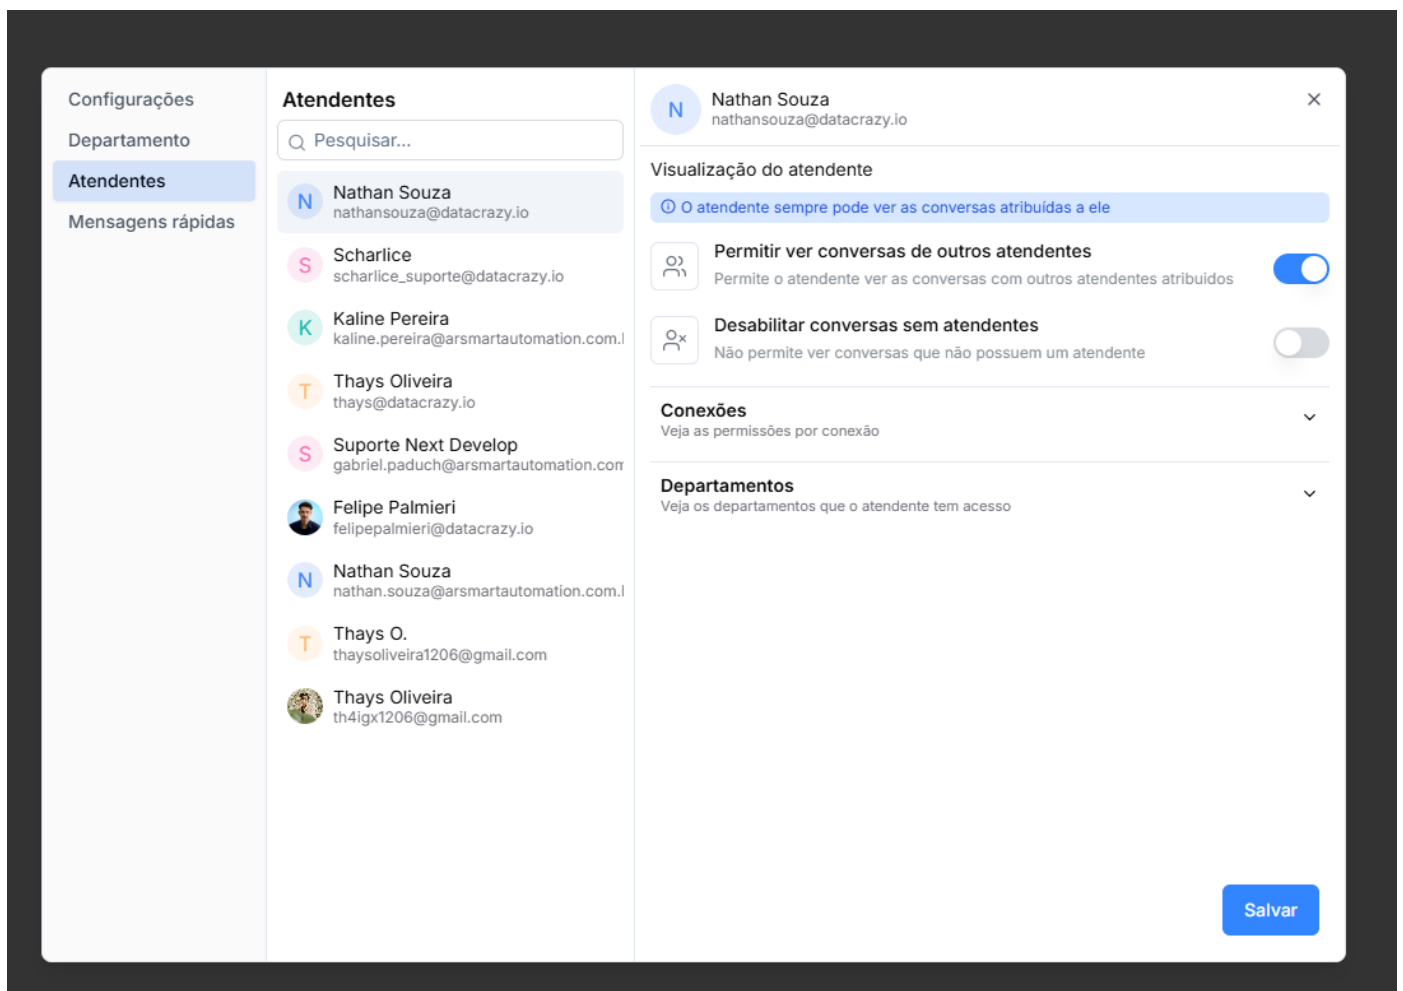 Configurações
Departamento
Atendentes
Mensagens rápidas
Atendentes
Pesquisar...
N
Nathan Souza
nathansouza@datacrazy.io
S
Scharlice
scharlice_suporte@datacrazy.io
K
Kaline Pereira
kaline.pereira@arsmartautomation.com.
T
Thays Oliveira
thays@datacrazy.io
S
Suporte Next Develop
gabriel.paduch@arsmartautomation.com
Felipe Palmieri
felipepalmieri@datacrazy.io
N
Nathan Souza
nathan.souza@arsmartautomation.com.
T
Thays O.
thaysoliveira1206@gmail.com
Thays Oliveira
th4igx1206@gmail.com
N
Nathan Souza
nathansouza@datacrazy.io
Visualização do atendente
O atendente sempre pode ver as conversas atribuídas a ele
Permitir ver conversas de outros atendentes
Permite o atendente ver as conversas com outros atendentes atribuidos
Desabilitar conversas sem atendentes
Não permite ver conversas que não possuem um atendente
Conexões
Veja as permissões por conexão
Departamentos
Veja os departamentos que o atendente tem acesso
Salvar